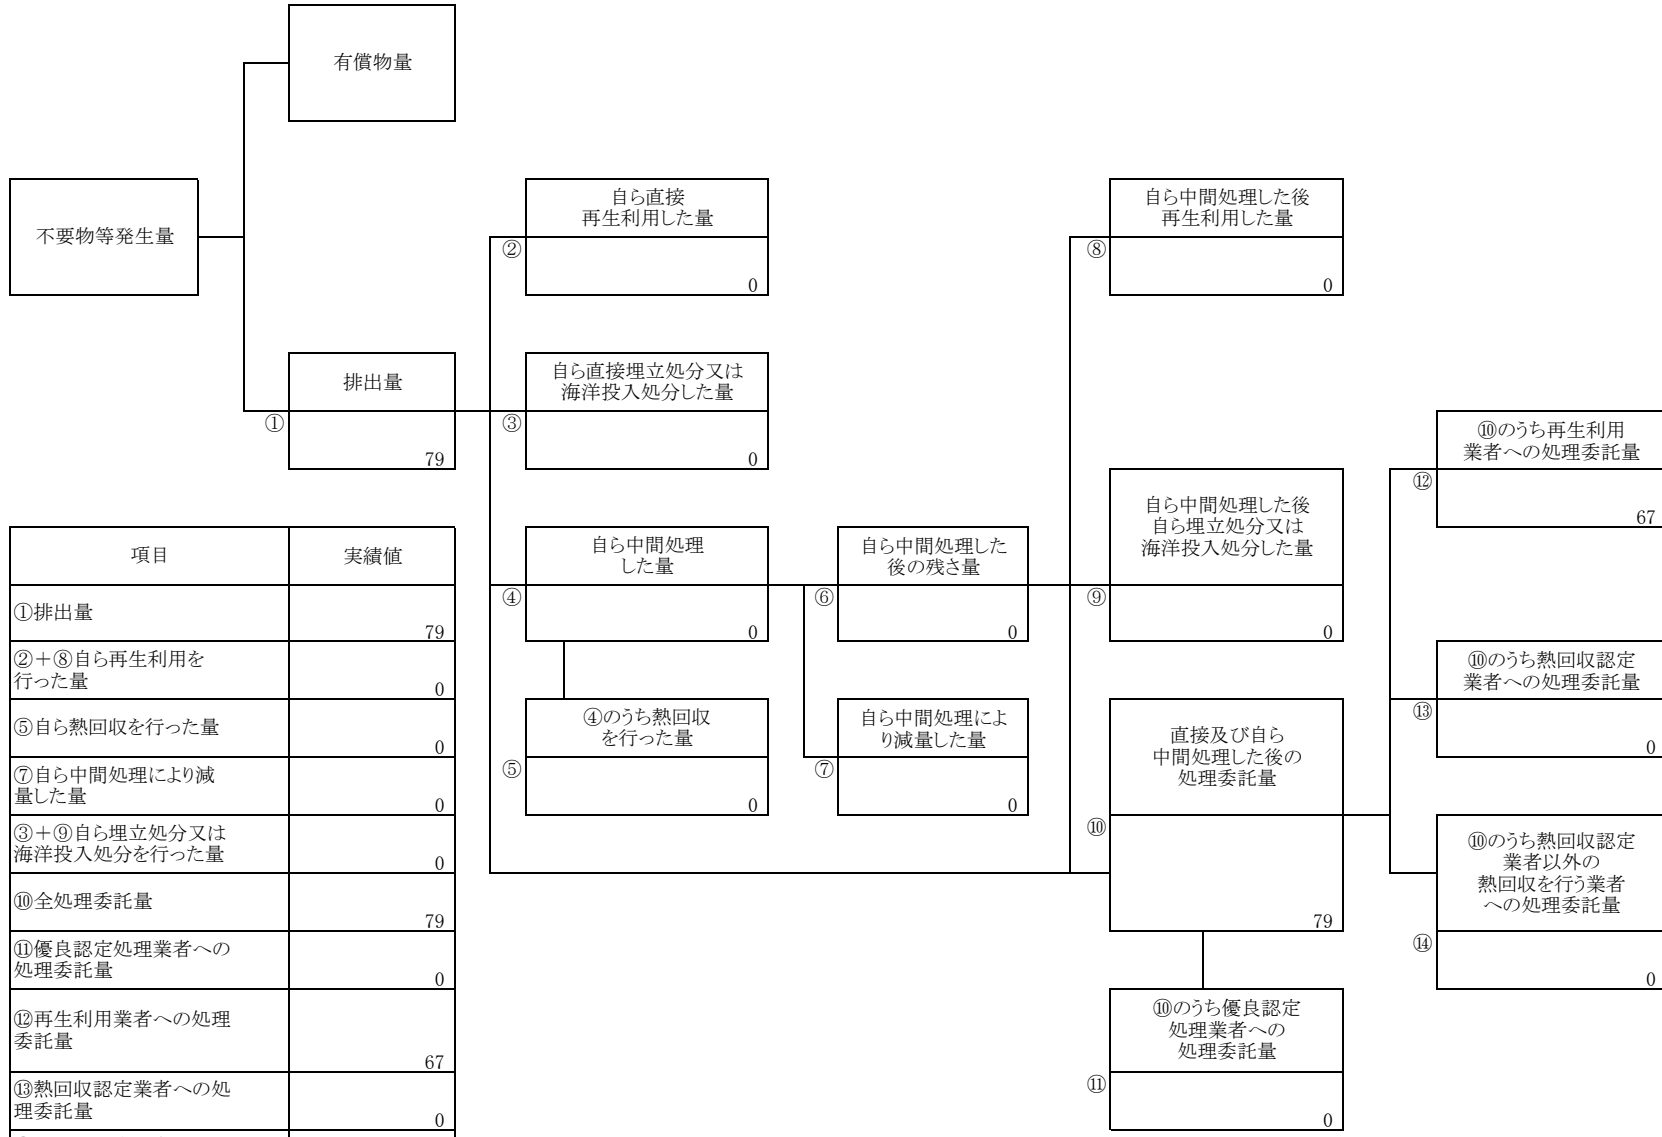 有償物量
不要物等発生量
自ら直接
再生利用した量
②
0
自ら中間処理した後
再生利用した量
⑧
0
排出量
①
79
自ら直接埋立処分又は
海洋投入処分した量
③
0
⑩のうち再生利用
業者への処理委託量
⑫
67
自ら中間処理
した量
④
0
自ら中間処理した
後の残さ量
⑥
0
自ら中間処理した後
自ら埋立処分又は
海洋投入処分した量
⑨
0
⑩のうち熱回収認定
業者への処理委託量
⑬
0
④のうち熱回収
を行った量
⑤
0
自ら中間処理によ
り減量した量
⑦
0
直接及び自ら
中間処理した後の
処理委託量
⑩
79
⑩のうち熱回収認定
業者以外の
熱回収を行う業者
への処理委託量
⑭
0
⑩のうち優良認定
処理業者への
処理委託量
⑪
0
項目 実績値
①排出量
79
②＋⑧自ら再生利用を
行った量
0
⑤自ら熱回収を行った量
0
⑦自ら中間処理により減
量した量
0
③＋⑨自ら埋立処分又は
海洋投入処分を行った量
0
⑩全処理委託量
79
⑪優良認定処理業者への
処理委託量
0
⑫再生利用業者への処理
委託量
67
⑬熱回収認定業者への処
理委託量
0